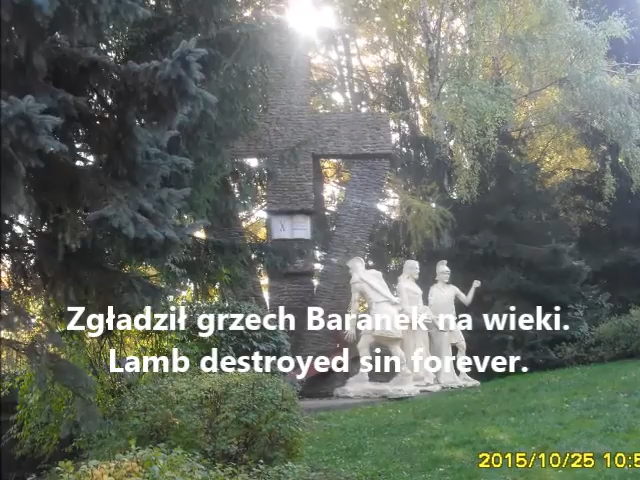 X
Zgładził grzech Baranek na wieki.
Lamb destroyed sin forever.
2015/10/25 10:5